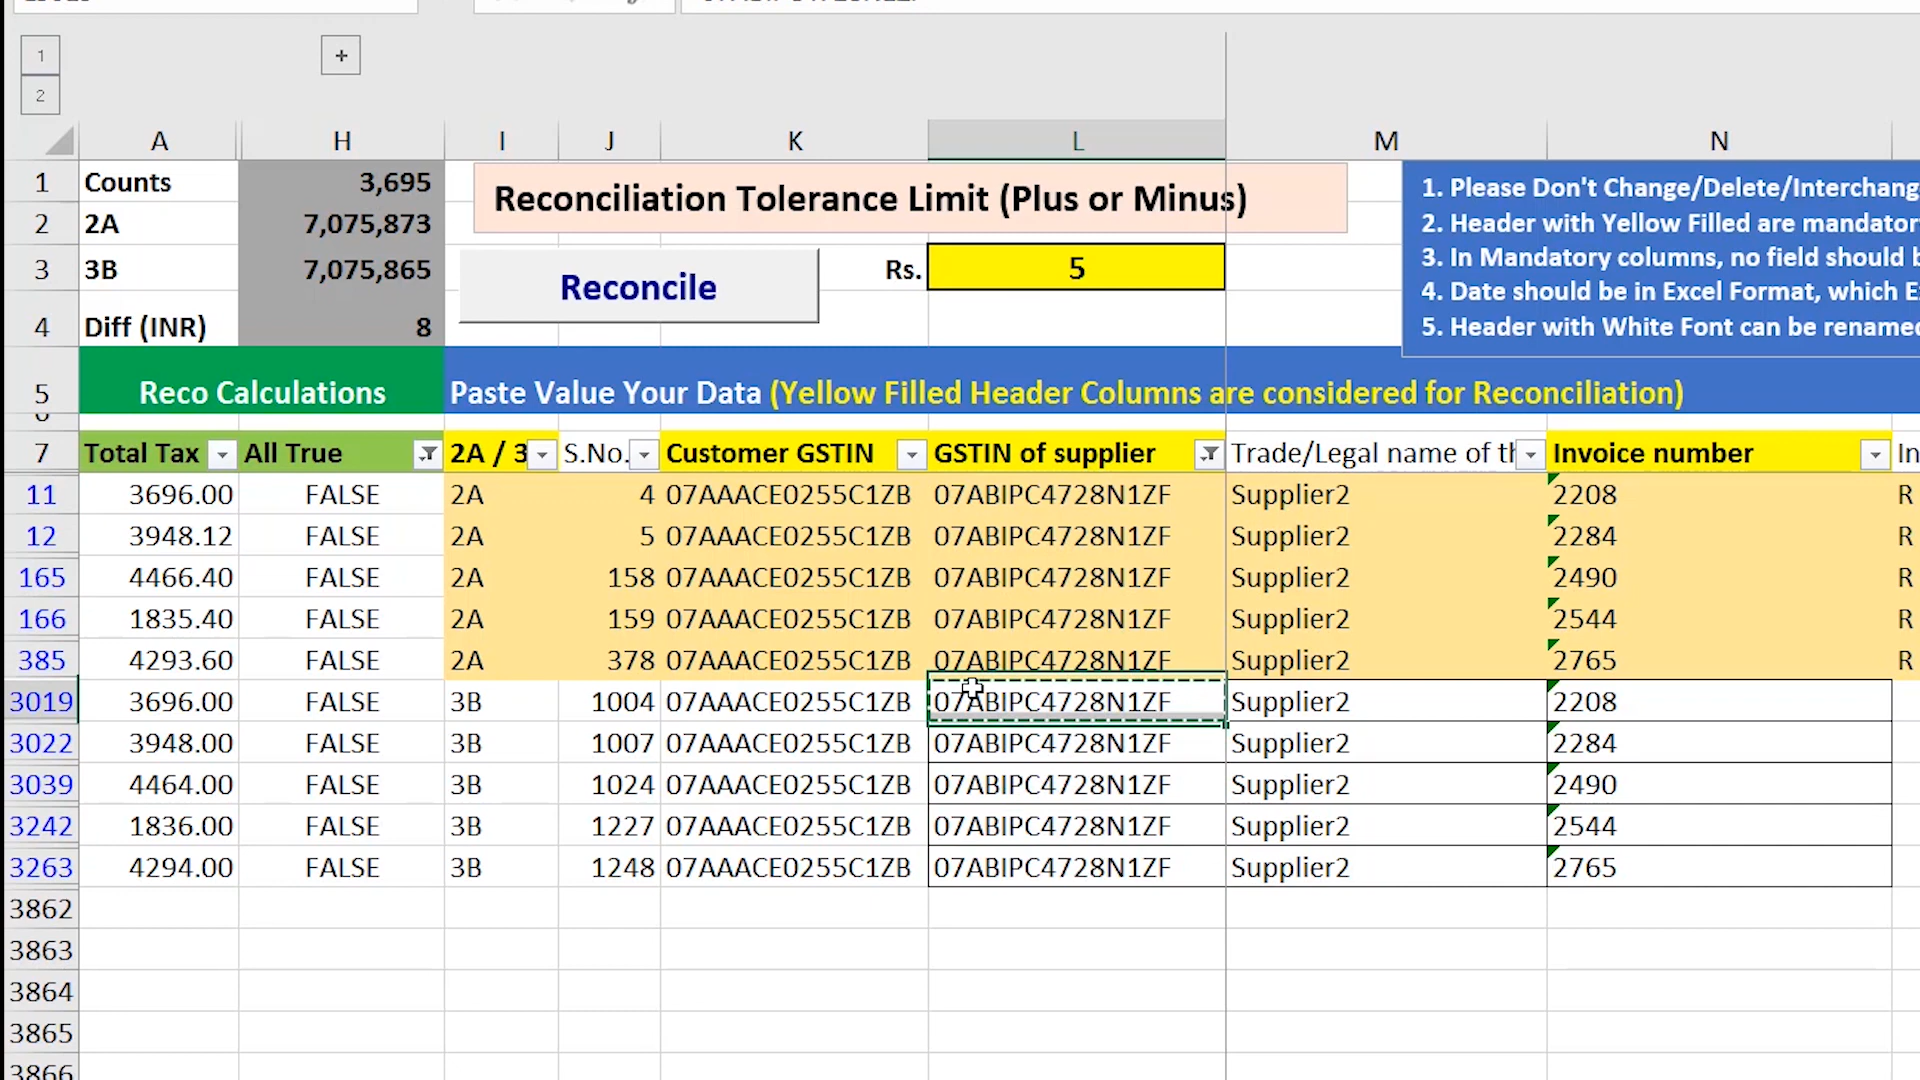 1
+
2
A H I J K L M N
1 Counts 3,695 Reconciliation Tolerance Limit (Plus or Minus)
2 2A 7,075,873
3 3B 7,075,865 Reconcile Rs. 5
4 Diff (INR) 8
1. Please Don't Change/Delete/Interchang
2. Header with Yellow Filled are mandator
3. In Mandatory columns, no field should b
4. Date should be in Excel Format, which E
5. Header with White Font can be renamed
5 Reco Calculations Paste Value Your Data (Yellow Filled Header Columns are considered for Reconciliation)
7 Total Tax All True 2A / 3 S.No. Customer GSTIN GSTIN of supplier Trade/Legal name of th Invoice number In
11 3696.00 FALSE 2A 4 07AAACE0255C1ZB 07ABIPC4728N1ZF Supplier2 2208 R
12 3948.12 FALSE 2A 5 07AAACE0255C1ZB 07ABIPC4728N1ZF Supplier2 2284 R
165 4466.40 FALSE 2A 158 07AAACE0255C1ZB 07ABIPC4728N1ZF Supplier2 2490 R
166 1835.40 FALSE 2A 159 07AAACE0255C1ZB 07ABIPC4728N1ZF Supplier2 2544 R
385 4293.60 FALSE 2A 378 07AAACE0255C1ZB 07ABIPC4728N1ZF Supplier2 2765 R
3019 3696.00 FALSE 3B 1004 07AAACE0255C1ZB 07ABIPC4728N1ZF Supplier2 2208
3022 3948.00 FALSE 3B 1007 07AAACE0255C1ZB 07ABIPC4728N1ZF Supplier2 2284
3039 4464.00 FALSE 3B 1024 07AAACE0255C1ZB 07ABIPC4728N1ZF Supplier2 2490
3242 1836.00 FALSE 3B 1227 07AAACE0255C1ZB 07ABIPC4728N1ZF Supplier2 2544
3263 4294.00 FALSE 3B 1248 07AAACE0255C1ZB 07ABIPC4728N1ZF Supplier2 2765
3862
3863
3864
3865
3866